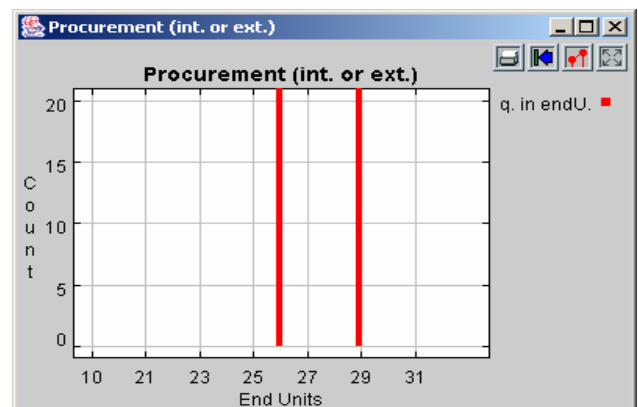 Procurement (int. or ext.)
Procurement (int. or ext.)
q. in endU.
20
15
10
5
0
Count
10 21 23 25 27 29 31
End Units